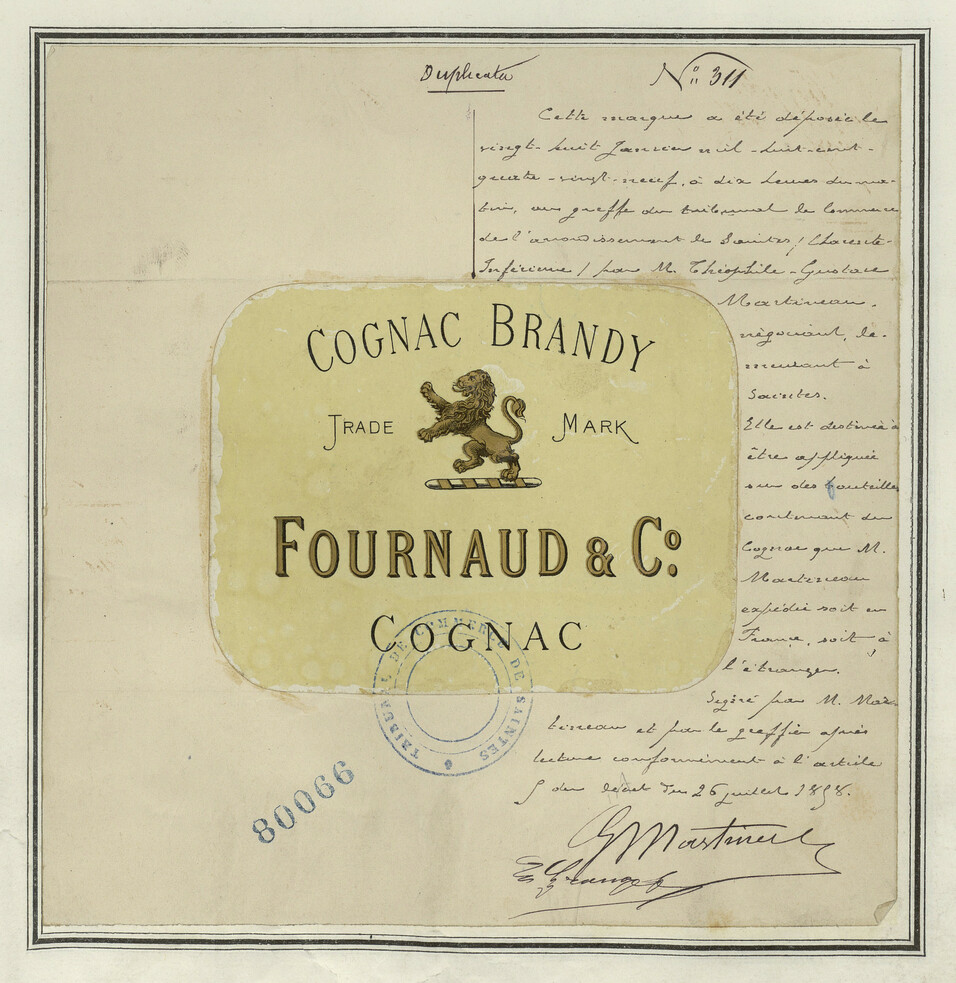 Duplicata
N° 311
Cette marque a été déposée le
vingt-huit Janvier mil-huit-cent-
quatre-vingt-neuf, à dix heures du ma-
tin, au greffe du tribunal de Commerce
de l'arrondissement de Saintes, (Charente-
Inférieure) par M. Théophile-Gustave
Martineau,
négociant, de-
meurant à
Saintes.
Elle est destinée à
être appliquée
sur des bouteilles
contenant du
Cognac que M.
Martineau
expédie soit en
France, soit à
l'étranger.
Signé par M. Mar-
tineau et par le greffier après
lecture conformément à l'article
5 du décret du 26 juillet 1858.
G Martineau
COGNAC BRANDY
TRADE MARK
FOURNAUD & Co.
COGNAC
TRIBUNAL DE COMMERCE DE SAINTES
80066